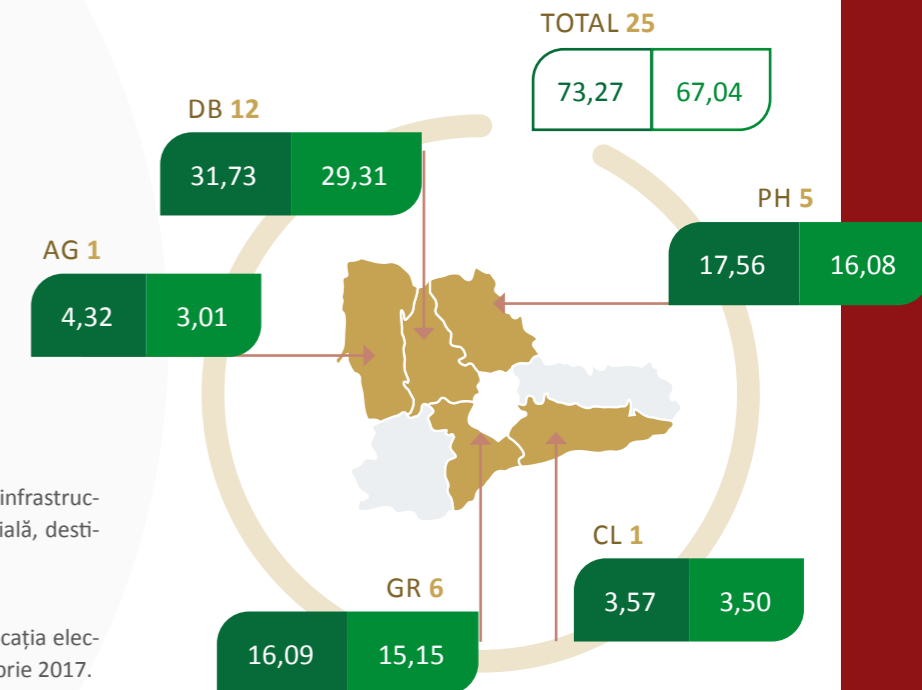 TOTAL 25
73,27 67,04
DB 12
31,73 29,31
PH 5
17,56 16,08
AG 1
4,32 3,01
infrastruc-
ială, desti-
CL 1
3,57 3,50
GR 6
16,09 15,15
cația elec-
brie 2017.